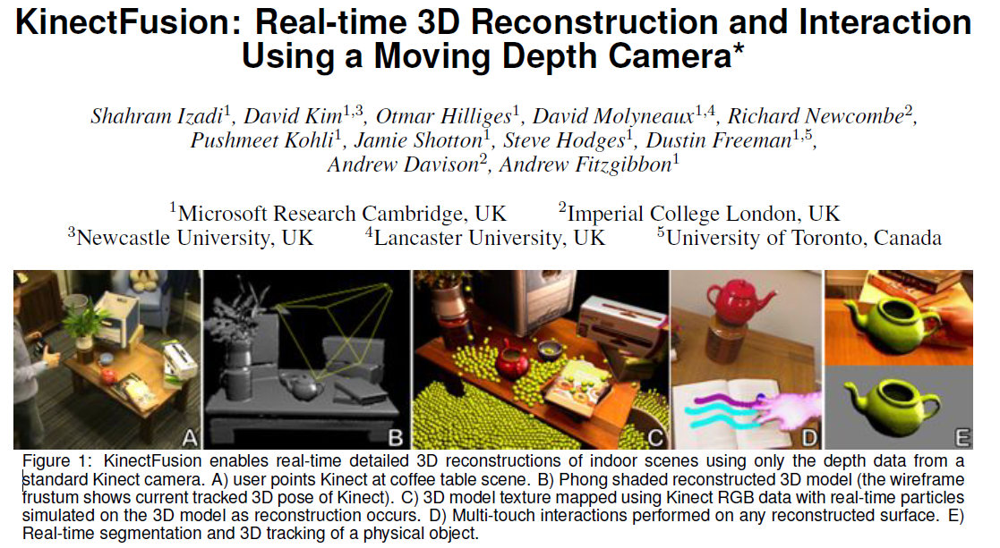 KinectFusion: Real-time 3D Reconstruction and Interaction
Using a Moving Depth Camera*
Shahram Izadi1, David Kim1,3, Otmar Hilliges1, David Molyneaux1,4, Richard Newcombe2,
Pushmeet Kohli1, Jamie Shotton1, Steve Hodges1, Dustin Freeman1,5,
Andrew Davison2, Andrew Fitzgibbon1
1Microsoft Research Cambridge, UK 2Imperial College London, UK
3Newcastle University, UK 4Lancaster University, UK 5University of Toronto, Canada
A B C D E
Figure 1: KinectFusion enables real-time detailed 3D reconstructions of indoor scenes using only the depth data from a
standard Kinect camera. A) user points Kinect at coffee table scene. B) Phong shaded reconstructed 3D model (the wireframe
frustum shows current tracked 3D pose of Kinect). C) 3D model texture mapped using Kinect RGB data with real-time particles
simulated on the 3D model as reconstruction occurs. D) Multi-touch interactions performed on any reconstructed surface. E)
Real-time segmentation and 3D tracking of a physical object.